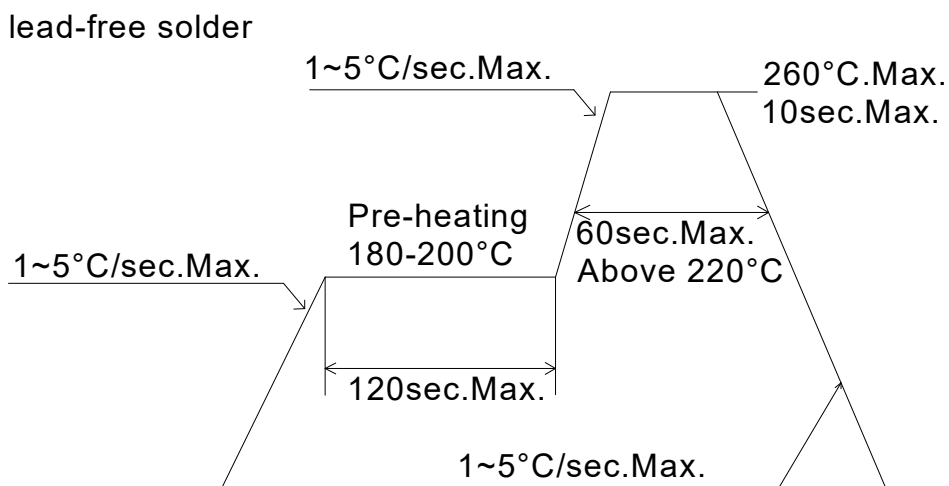 lead-free solder
1~5°C/sec.Max.
260°C.Max.
10sec.Max.
Pre-heating
180-200°C
60sec.Max.
Above 220°C
1~5°C/sec.Max.
120sec.Max.
1~5°C/sec.Max.